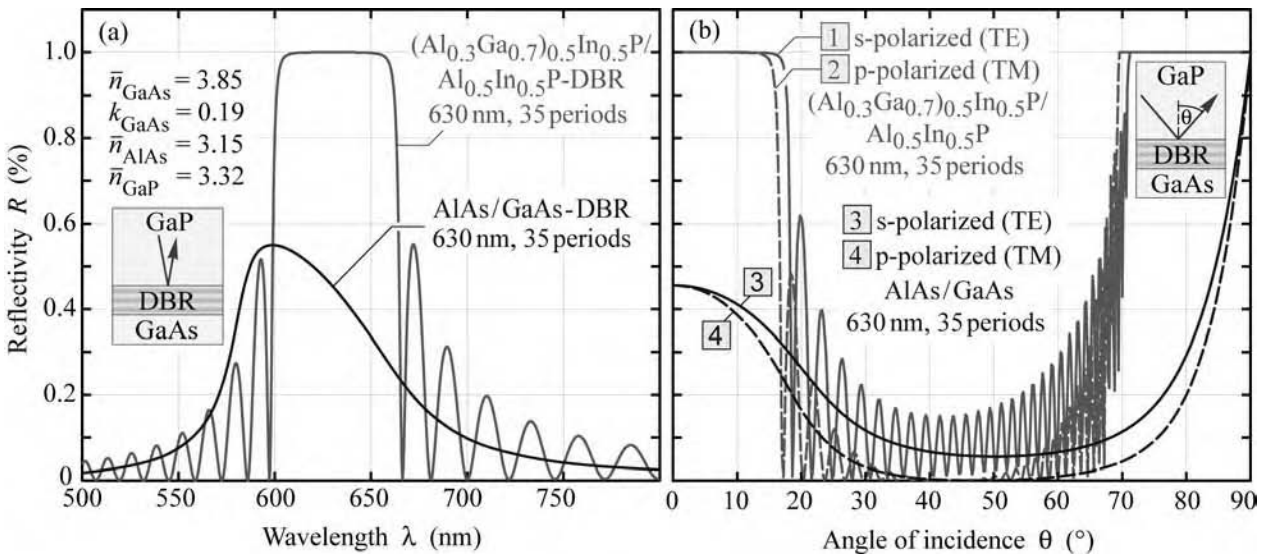 (a)
(Al0.3Ga0.7)0.5In0.5P/
Al0.5In0.5P-DBR
630 nm, 35 periods
n̅GaAs = 3.85
kGaAs = 0.19
n̅AlAs = 3.15
n̅GaP = 3.32
AlAs/GaAs-DBR
630 nm, 35 periods
GaP
DBR
GaAs
Reflectivity R (%)
1.0
0.8
0.6
0.4
0.2
0
500
550
600
650
700
750
Wavelength λ (nm)
(b)
1 s-polarized (TE)
2 p-polarized (TM)
(Al0.3Ga0.7)0.5In0.5P/
Al0.5In0.5P
630 nm, 35 periods
GaP
θ
DBR
GaAs
3 s-polarized (TE)
4 p-polarized (TM)
AlAs/GaAs
630 nm, 35 periods
3
4
0
10
20
30
40
50
60
70
80
90
Angle of incidence θ (°)